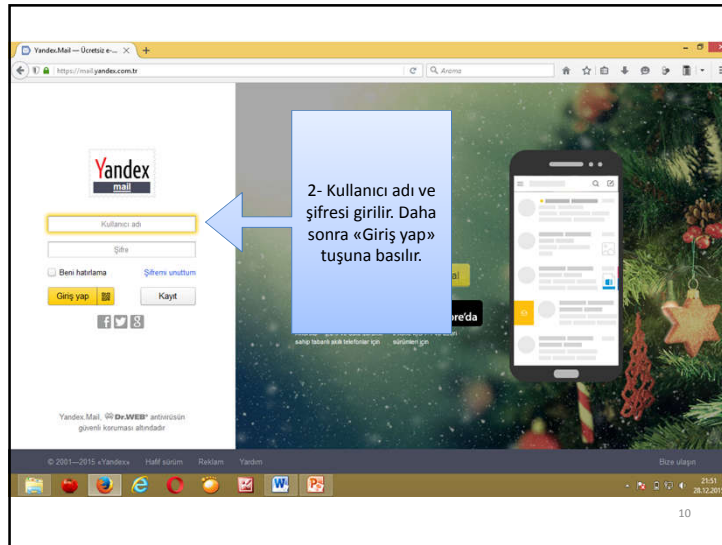 Yandex.Mail — Ücretsiz e-...
https://mail.yandex.com.tr
Arama
Yandex
mail
Kullanıcı adı
Şifre
Beni hatırlama
Şifremi unuttum
Giriş yap
Kayıt
2- Kullanıcı adı ve
şifresi girilir. Daha
sonra «Giriş yap»
tuşuna basılır.
al
ore'da
sahip tabanlı akıllı telefonlar için
sürümleri için
Yandex.Mail, Dr.WEB® antivirüsün
güvenli koruması altındadır
© 2001—2015 «Yandex»
Hafif sürüm
Reklam
Yardım
Bize ulaşın
21:51
28.12.201
10